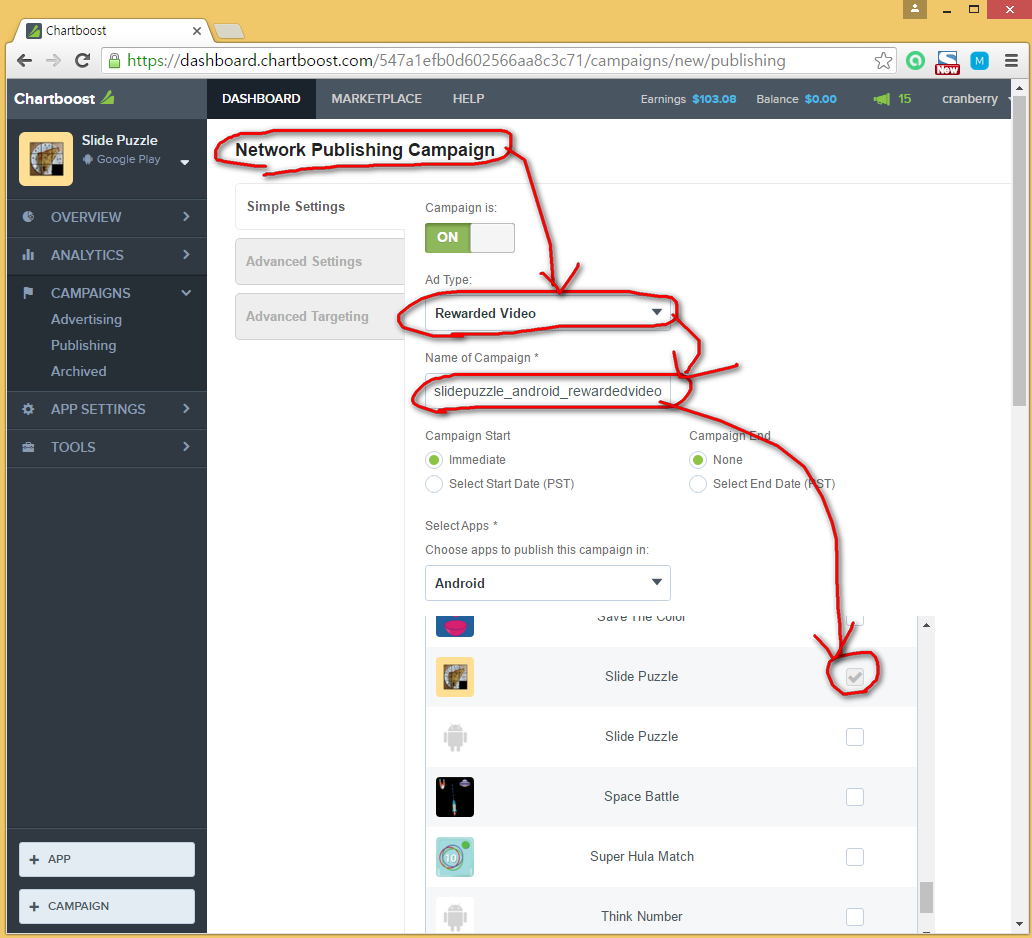 Chartboost
https://dashboard.chartboost.com/547a1efb0d602566aa8c3c71/campaigns/new/publishing
New
M
Chartboost
DASHBOARD
MARKETPLACE
HELP
Earnings $103.08
Balance $0.00
15
cranberry
Slide Puzzle
Google Play
OVERVIEW
ANALYTICS
CAMPAIGNS
Advertising
Publishing
Archived
APP SETTINGS
TOOLS
+ APP
+ CAMPAIGN
Network Publishing Campaign
Simple Settings
Advanced Settings
Advanced Targeting
Campaign is:
ON
Ad Type:
Rewarded Video
Name of Campaign *
slidepuzzle_android_rewardedvideo
Campaign Start
Immediate
Select Start Date (PST)
Campaign End
None
Select End Date (PST)
Select Apps *
Choose apps to publish this campaign in:
Android
Save The Color
Slide Puzzle
Slide Puzzle
Space Battle
10
Super Hula Match
Think Number